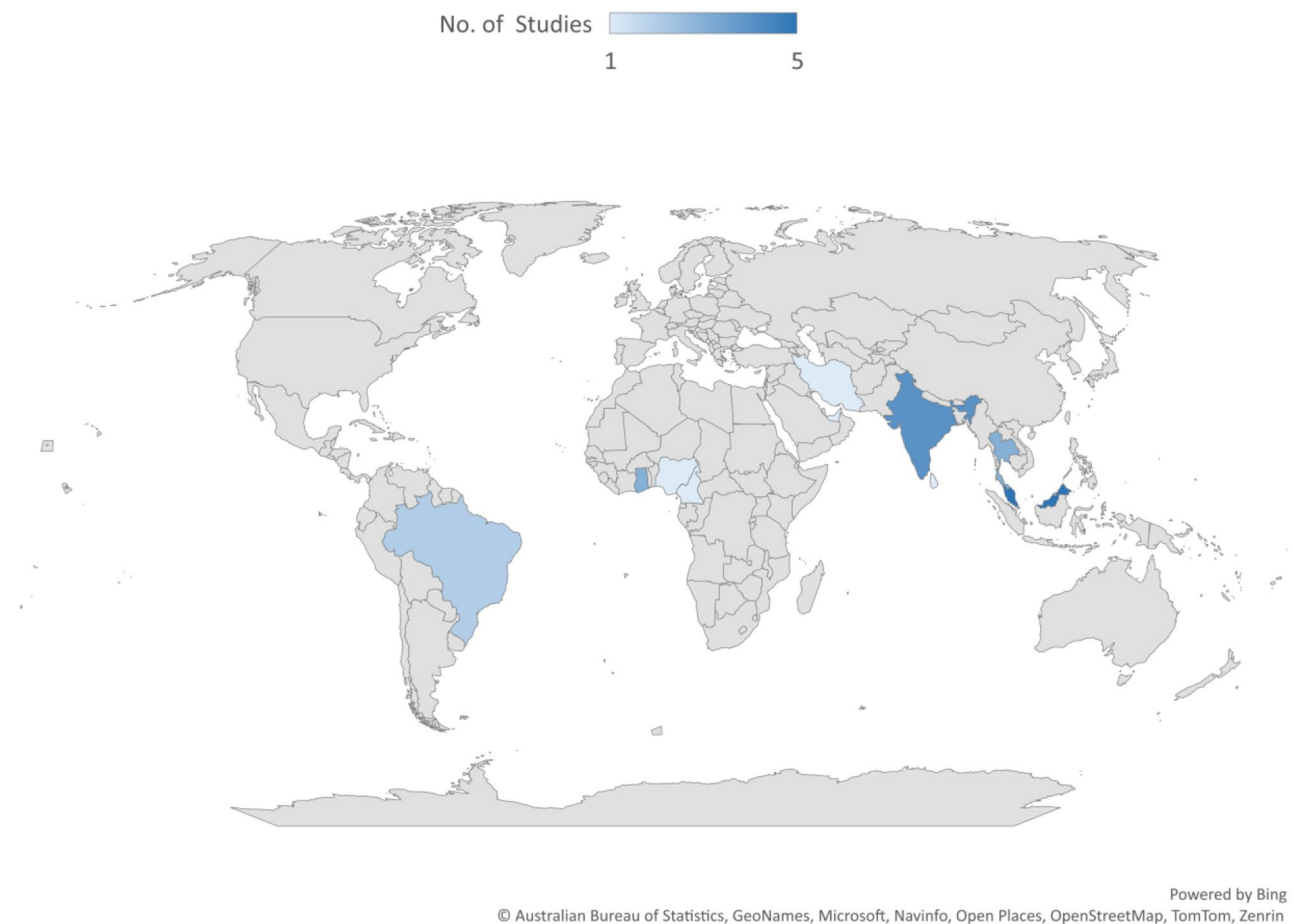 No. of Studies
1 5
Powered by Bing
© Australian Bureau of Statistics, GeoNames, Microsoft, Navinfo, Open Places, OpenStreetMap, TomTom, Zenrin